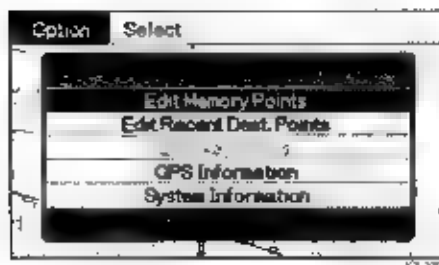 Option Select
Edit Memory Points
Edit Recent Dest. Points
GPS Information
System Information